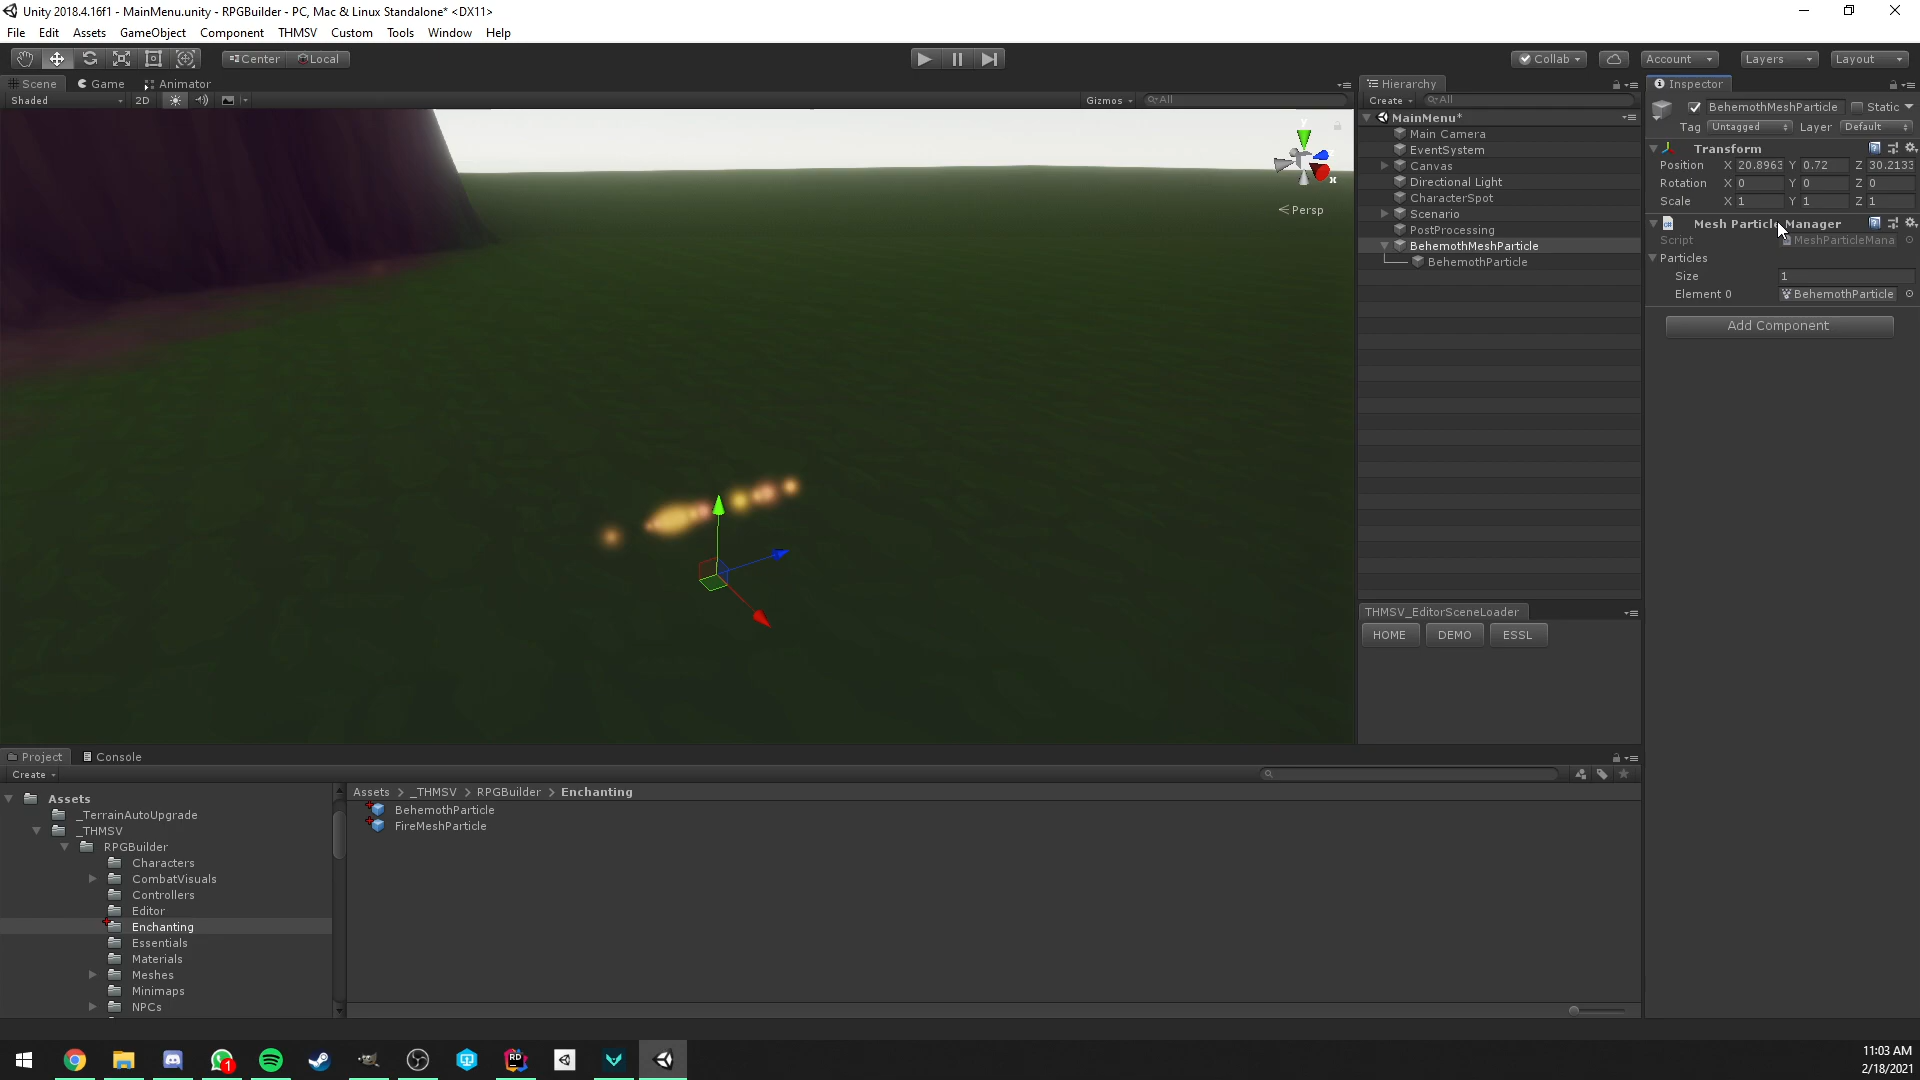 Unity 2018.4.16f1 - MainMenu.unity - RPGBuilder - PC, Mac & Linux Standalone* <DX11>
File Edit Assets GameObject Component THMSV Custom Tools Window Help
Center Local Collab Account Layers Layout
Scene Game Animator
Shaded 2D Gizmos All
y
x
Persp
Hierarchy
Create All
MainMenu*
Main Camera
EventSystem
Canvas
Directional Light
CharacterSpot
Scenario
PostProcessing
BehemothMeshParticle
BehemothParticle
THMSV_EditorSceneLoader
HOME DEMO ESSL
Inspector
BehemothMeshParticle Static
Tag Untagged Layer Default
Transform
Position X 20.8963 Y 0.72 Z 30.2133
Rotation X 0 Y 0 Z 0
Scale X 1 Y 1 Z 1
Mesh Particle Manager
Script MeshParticleMana
Particles
Size 1
Element 0 BehemothParticle
Add Component
Project Console
Create
Assets
_TerrainAutoUpgrade
_THMSV
RPGBuilder
Characters
CombatVisuals
Controllers
Editor
Enchanting
Essentials
Materials
Meshes
Minimaps
NPCs
Assets > _THMSV > RPGBuilder > Enchanting
BehemothParticle
FireMeshParticle
1
RD
11:03 AM
2/18/2021